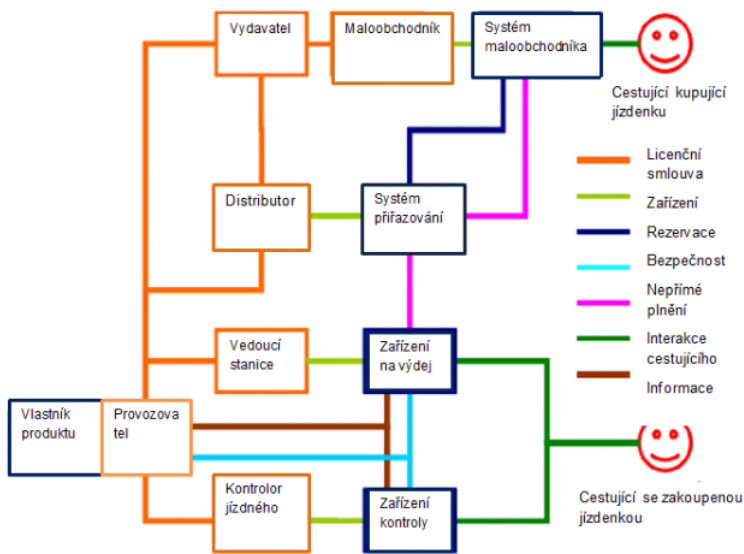 Vydavatel
Maloobchodník
Systém
maloobchodníka
Cestující kupující
jízdenku
Licenční
smlouva
Distributor
Systém
přiřazování
Zařízení
Rezervace
Bezpečnost
Nepřímé
plnění
Interakce
cestujícího
Informace
Vedoucí
stanice
Zařízení
na výdej
Vlastník
produktu
Provozova
tel
Kontrolor
jízdného
Zařízení
kontroly
Cestující se zakoupenou
jízdenkou